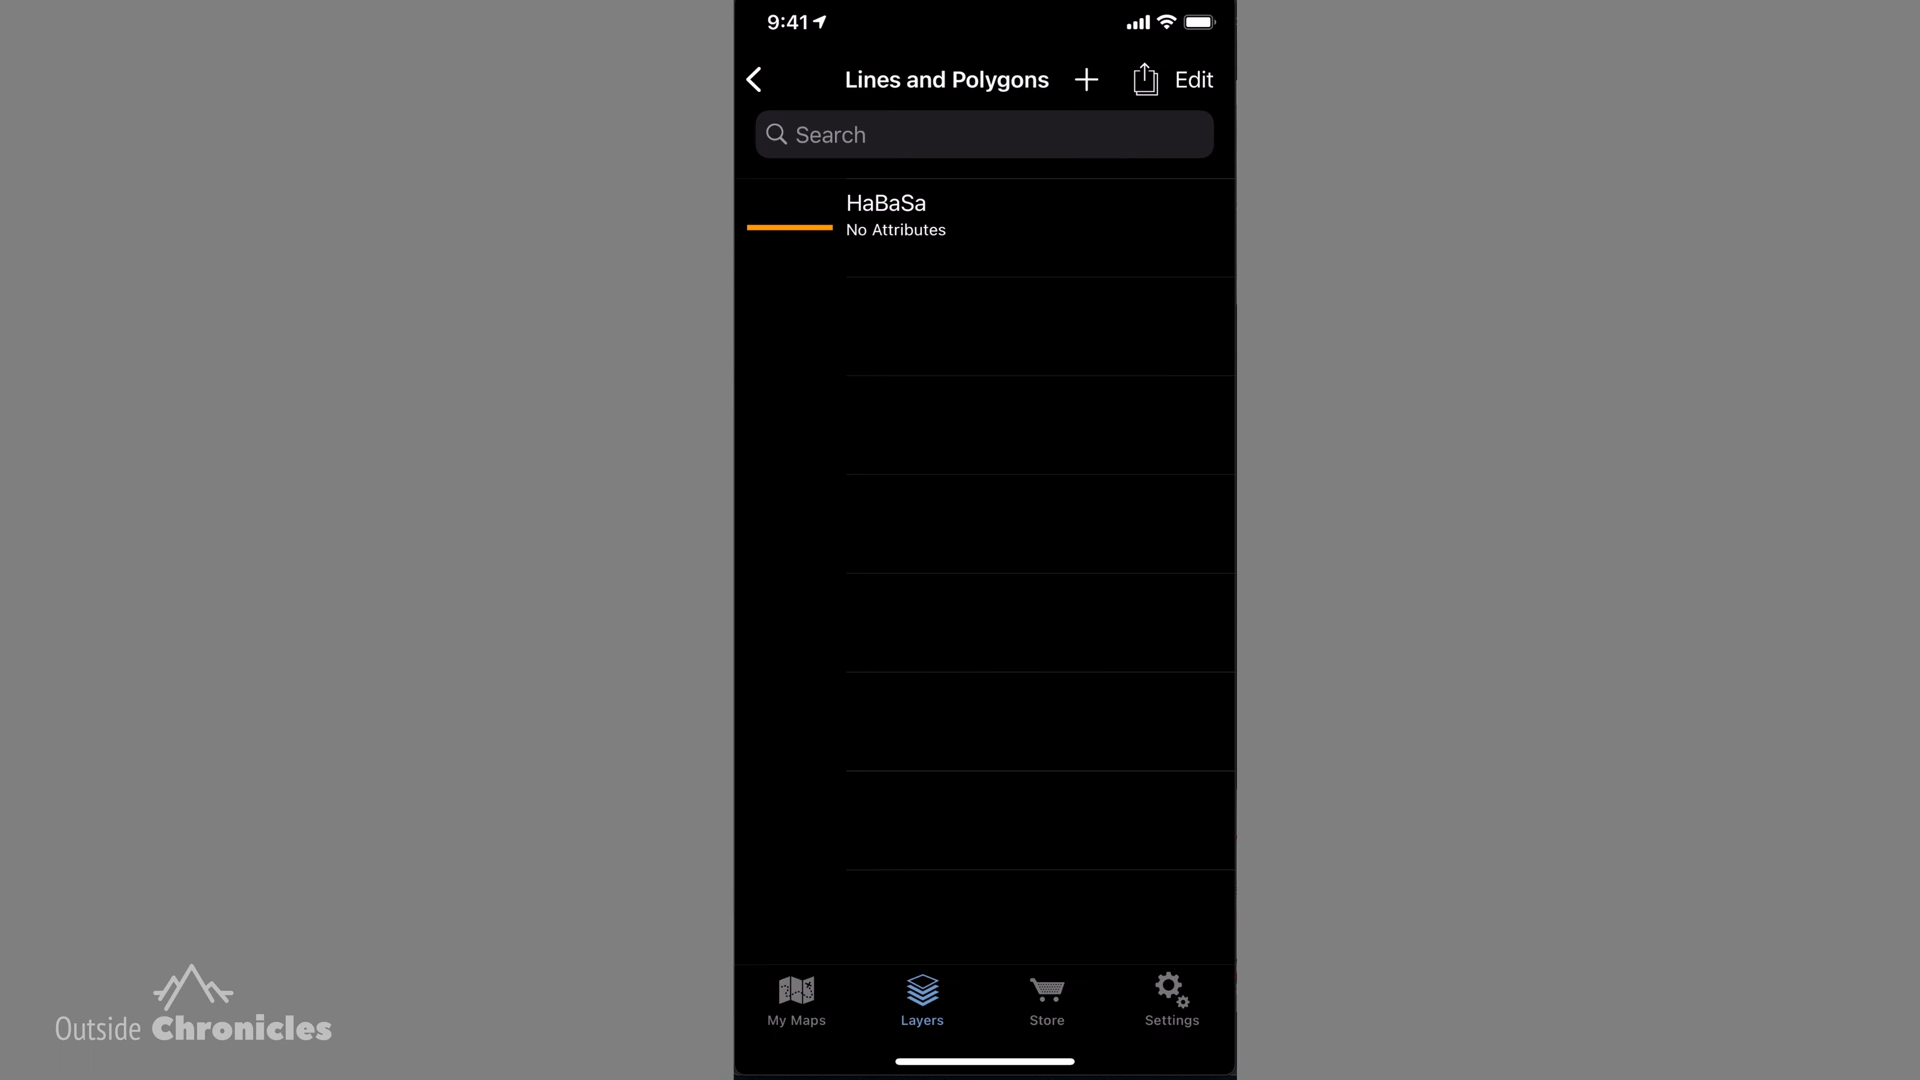 9:41
Lines and Polygons
Edit
Search
HaBaSa
No Attributes
My Maps
Layers
Store
Settings
Outside Chronicles